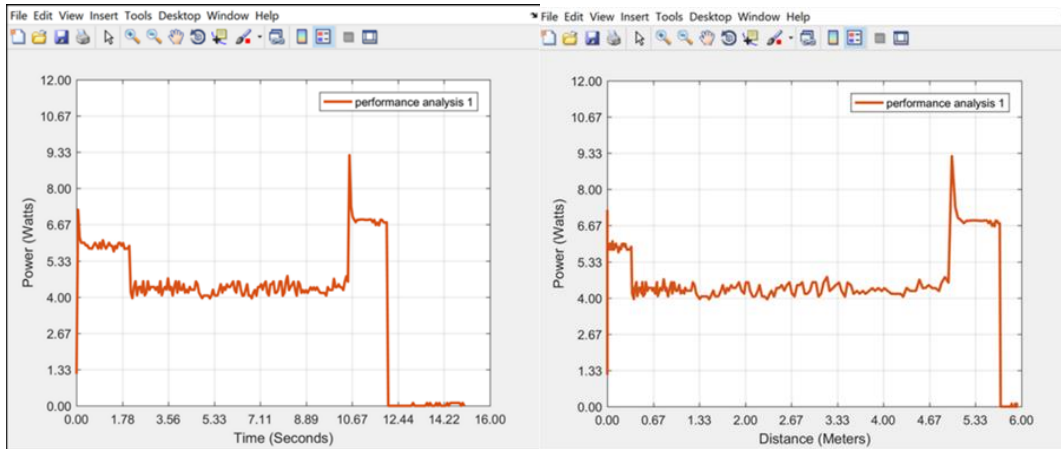 File Edit View Insert Tools Desktop Window Help
performance analysis 1
12.00
10.67
9.33
8.00
6.67
5.33
4.00
2.67
1.33
0.00
Power (Watts)
0.00 1.78 3.56 5.33 7.11 8.89 10.67 12.44 14.22 16.00
Time (Seconds)
File Edit View Insert Tools Desktop Window Help
performance analysis 1
12.00
10.67
9.33
8.00
6.67
5.33
4.00
2.67
1.33
0.00
Power (Watts)
0.00 0.67 1.33 2.00 2.67 3.33 4.00 4.67 5.33 6.00
Distance (Meters)